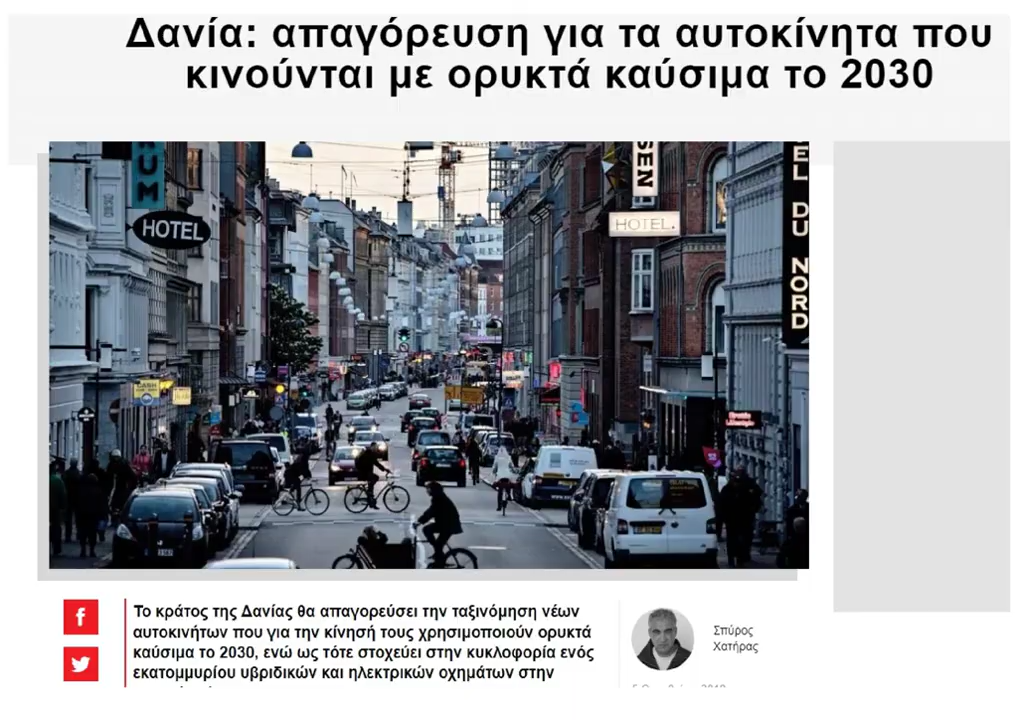 Δανία: απαγόρευση για τα αυτοκίνητα που
κινούνται με ορυκτά καύσιμα το 2030
HOTEL
HOTEL.
SEN
EL DU NORD
CASH
Το κράτος της Δανίας θα απαγορεύσει την ταξινόμηση νέων
αυτοκινήτων που για την κίνησή τους χρησιμοποιούν ορυκτά
καύσιμα το 2030, ενώ ως τότε στοχεύει στην κυκλοφορία ενός
εκατομμυρίου υβριδικών και ηλεκτρικών οχημάτων στην
Σπύρος
Χατήρας